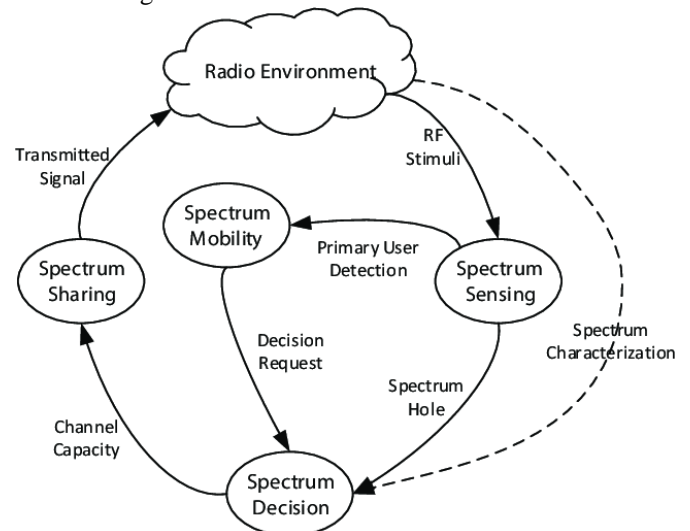 Radio Environment
RF
Stimuli
Transmitted
Signal
Spectrum
Mobility
Primary User
Detection
Spectrum
Sharing
Spectrum
Sensing
Spectrum
Characterization
Decision
Request
Spectrum
Hole
Channel
Capacity
Spectrum
Decision